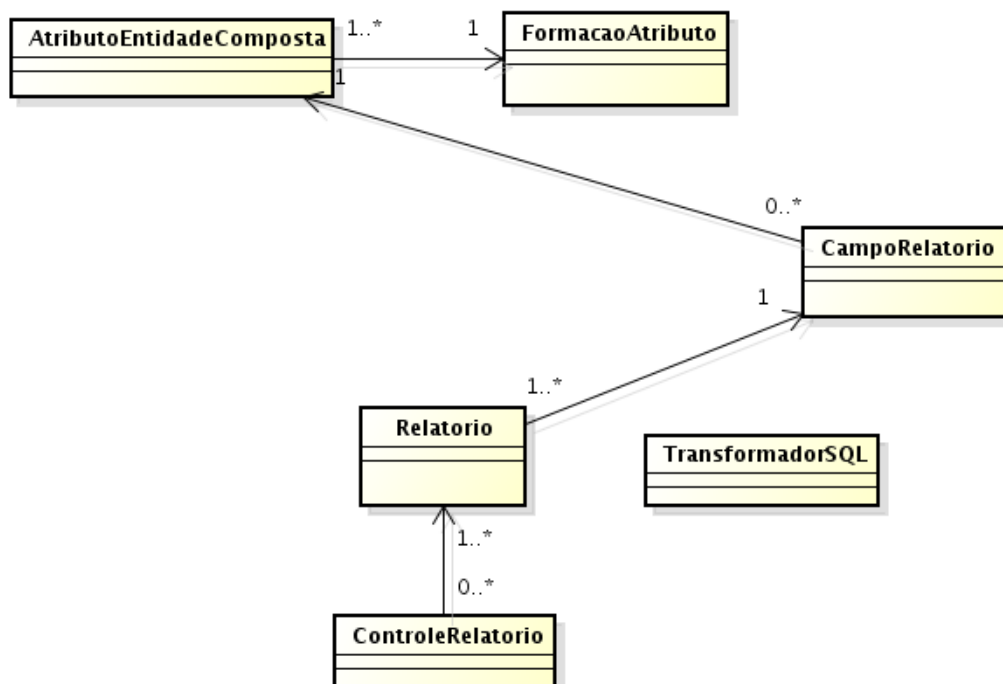 AtributoEntidadeComposta
1..*
1
FormacaoAtributo
1
0..*
CampoRelatorio
1
1..*
Relatorio
TransformadorSQL
1..*
0..*
ControleRelatorio